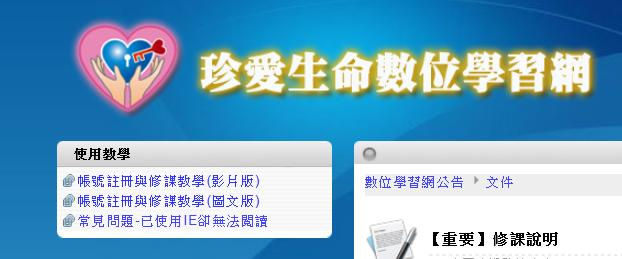 珍愛生命數位學習網
使用教學
帳號註冊與修課教學(影片版)
帳號註冊與修課教學(圖文版)
常見問題-已使用IE卻無法閱讀
數位學習網公告 文件
【重要】修課說明